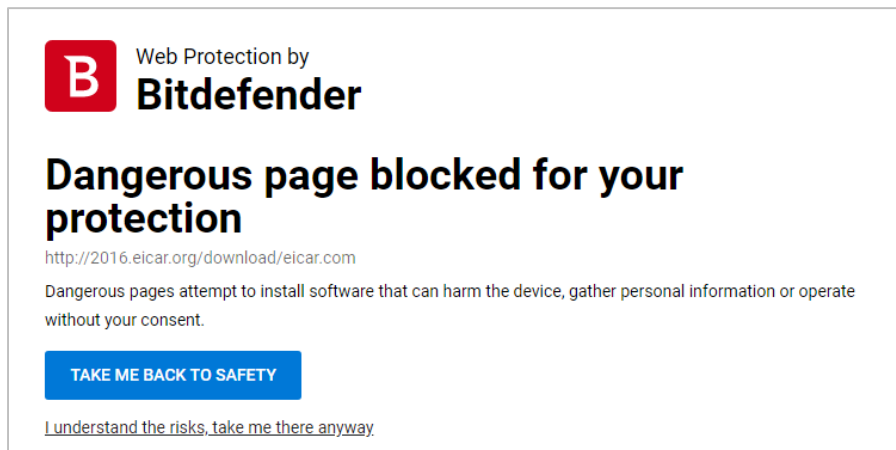 B
Web Protection by
Bitdefender
Dangerous page blocked for your
protection
http://2016.eicar.org/download/eicar.com
Dangerous pages attempt to install software that can harm the device, gather personal information or operate
without your consent.
TAKE ME BACK TO SAFETY
I understand the risks, take me there anyway